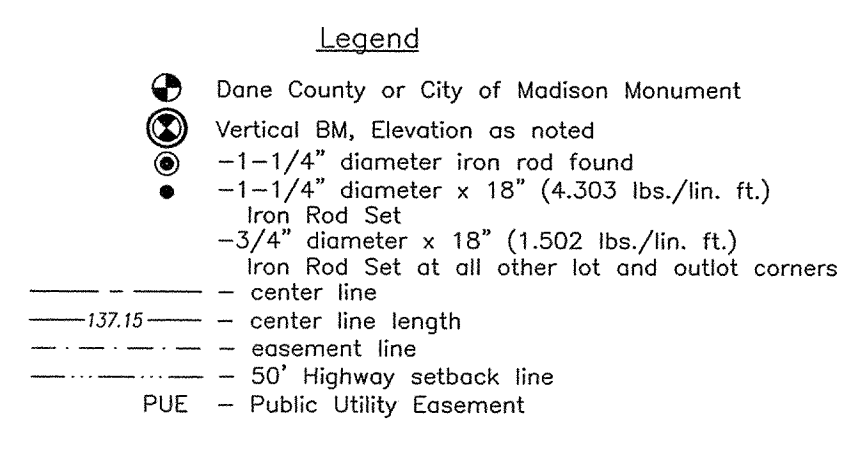 Legend
Dane County or City of Madison Monument
Vertical BM, Elevation as noted
-1-1/4" diameter iron rod found
-1-1/4" diameter x 18" (4.303 lbs./lin. ft.)
Iron Rod Set
-3/4" diameter x 18" (1.502 lbs./lin. ft.)
Iron Rod Set at all other lot and outlot corners
- center line
137.15 - center line length
- easement line
- 50' Highway setback line
PUE - Public Utility Easement